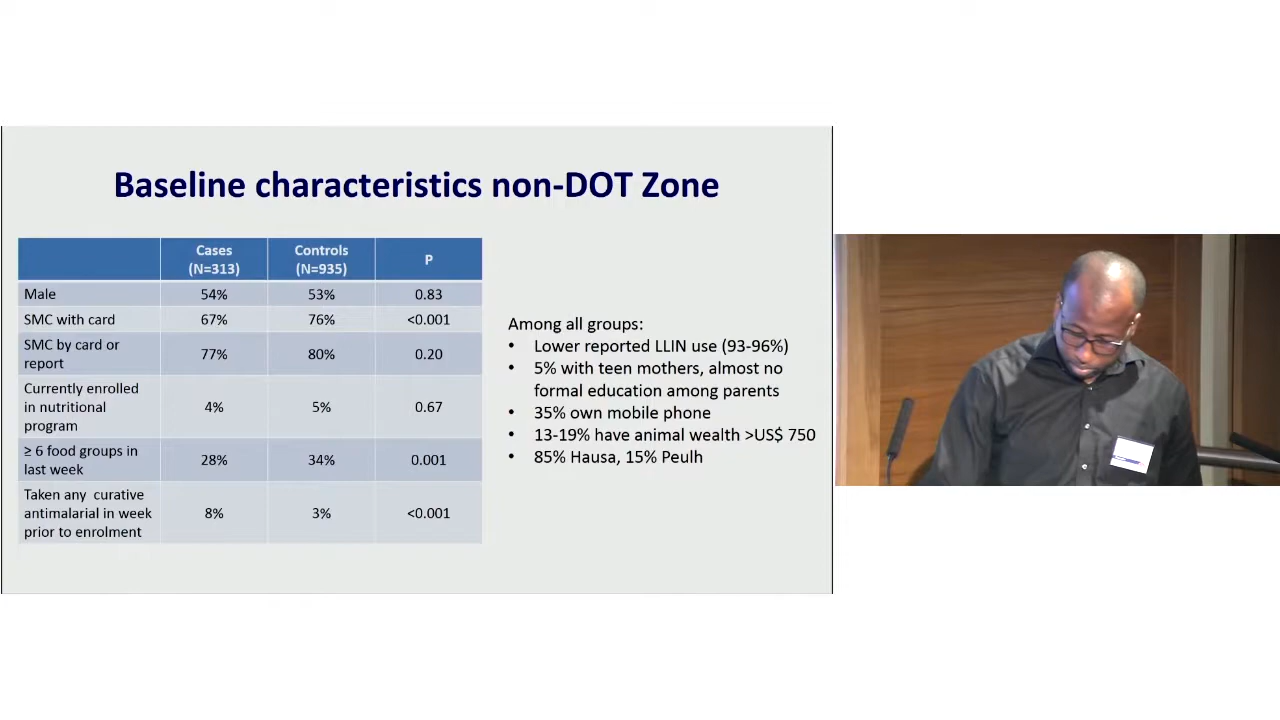 Baseline characteristics non-DOT Zone
Cases
(N=313)
Controls
(N=935)
P
Male
54%
53%
0.83
SMC with card
67%
76%
<0.001
SMC by card or
report
77%
80%
0.20
Currently enrolled
in nutritional
program
4%
5%
0.67
≥ 6 food groups in
last week
28%
34%
0.001
Taken any curative
antimalarial in week
prior to enrolment
8%
3%
<0.001
Among all groups:
• Lower reported LLIN use (93-96%)
• 5% with teen mothers, almost no
formal education among parents
• 35% own mobile phone
• 13-19% have animal wealth >US$ 750
• 85% Hausa, 15% Peulh